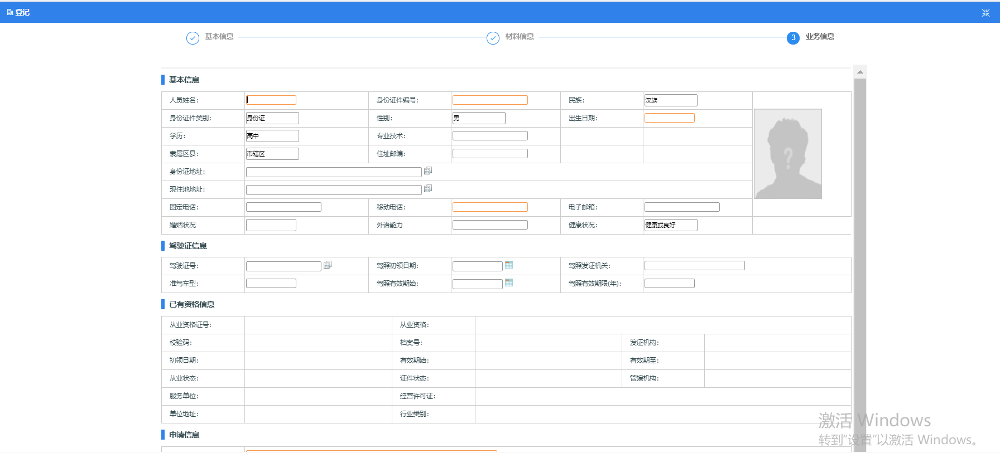 登记
基本信息 材料信息 3 业务信息
基本信息
人员姓名: 身份证件编号: 民族: 汉族
身份证件类别: 身份证 性别: 男 出生日期:
学历: 高中 专业技术:
隶属区县: 市辖区 住址邮编:
身份证地址:
现住地地址:
固定电话: 移动电话: 电子邮箱:
婚姻状况 外语能力 健康状况: 健康或良好
驾驶证信息
驾驶证号: 驾照初领日期: 驾照发证机关:
准驾车型: 驾照有效期始: 驾照有效期限(年):
已有资格信息
从业资格证号: 从业资格:
校验码: 档案号: 发证机构:
初领日期: 有效期始: 有效期至:
从业状态: 证件状态: 管辖机构:
服务单位: 经营许可证:
单位地址: 行业类别:
申请信息
激活 Windows
转到“设置”以激活 Windows。